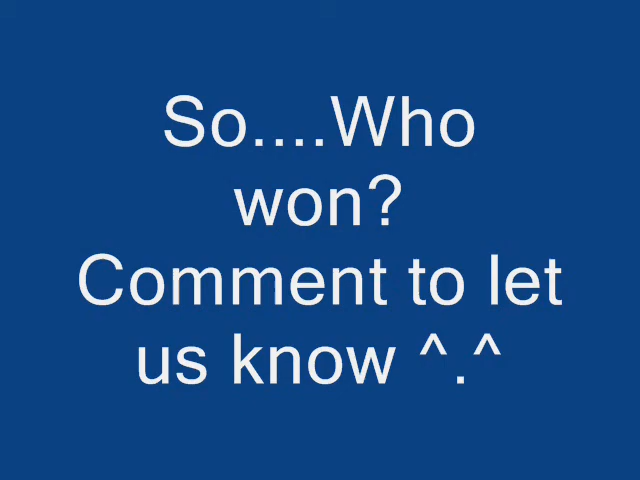 So....Who
won?
Comment to let
us know ^.^